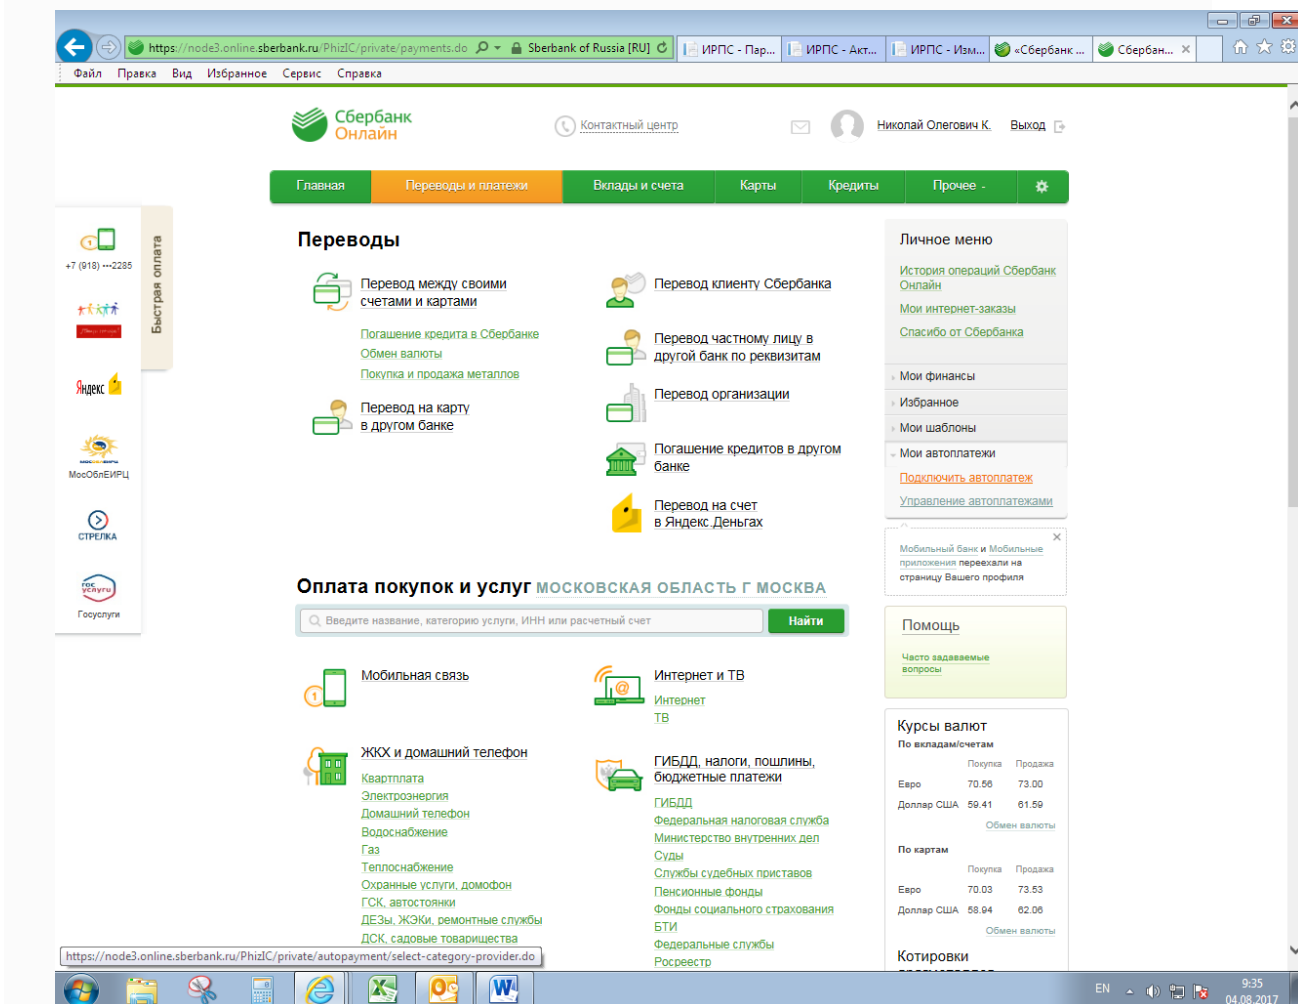 https://node3.online.sberbank.ru/PhizIC/private/payments.do
Sberbank of Russia [RU]
ИРПС - Пар...
ИРПС - Акт...
ИРПС - Изм...
«Сбербанк ...
Сбербан...
Файл Правка Вид Избранное Сервис Справка
Сбербанк
Онлайн
Контактный центр
Николай Олегович К.
Выход
Главная
Переводы и платежи
Вклады и счета
Карты
Кредиты
Прочее
Быстрая оплата
+7 (918) ---2285
Яндекс
МосОблЕИРЦ
СТРЕЛКА
гос
услуги
Госуслуги
Переводы
Перевод между своими
счетами и картами
Погашение кредита в Сбербанке
Обмен валюты
Покупка и продажа металлов
Перевод на карту
в другом банке
Перевод клиенту Сбербанка
Перевод частному лицу в
другой банк по реквизитам
Перевод организации
Погашение кредитов в другом
банке
Перевод на счет
в Яндекс.Деньгах
Оплата покупок и услуг МОСКОВСКАЯ ОБЛАСТЬ Г МОСКВА
Введите название, категорию услуги, ИНН или расчетный счет
Найти
Мобильная связь
Интернет и ТВ
Интернет
ТВ
ЖКХ и домашний телефон
Квартплата
Электроэнергия
Домашний телефон
Водоснабжение
Газ
Теплоснабжение
Охранные услуги, домофон
ГСК, автостоянки
ДЕЗы, ЖЭКи, ремонтные службы
ДСК, садовые товарищества
ГИБДД, налоги, пошлины,
бюджетные платежи
ГИБДД
Федеральная налоговая служба
Министерство внутренних дел
Суды
Службы судебных приставов
Пенсионные фонды
Фонды социального страхования
БТИ
Федеральные службы
Росреестр
Личное меню
История операций Сбербанк
Онлайн
Мои интернет-заказы
Спасибо от Сбербанка
Мои финансы
Избранное
Мои шаблоны
Мои автоплатежи
Подключить автоплатеж
Управление автоплатежами
Мобильный банк и Мобильные
приложения переехали на
страницу Вашего профиля
Помощь
Часто задаваемые
вопросы
Курсы валют
По вкладам/счетам
Покупка Продажа
Евро 70.56 73.00
Доллар США 59.41 61.59
Обмен валюты
По картам
Покупка Продажа
Евро 70.03 73.53
Доллар США 58.94 62.06
Обмен валюты
Котировки
https://node3.online.sberbank.ru/PhizIC/private/autopayment/select-category-provider.do
EN
9:35
04.08.2017